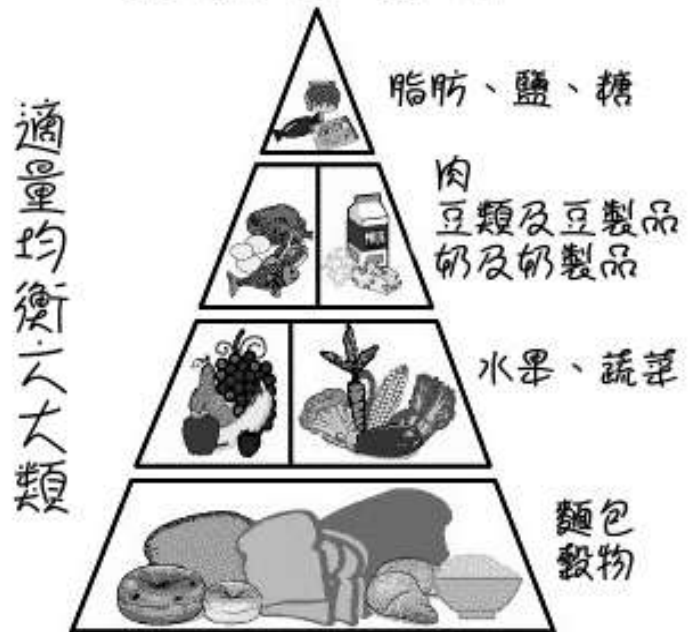 適量均衡六大類
脂肪、鹽、糖
肉
豆類及豆製品
奶及奶製品
MILK
水果、蔬菜
麵包
穀物